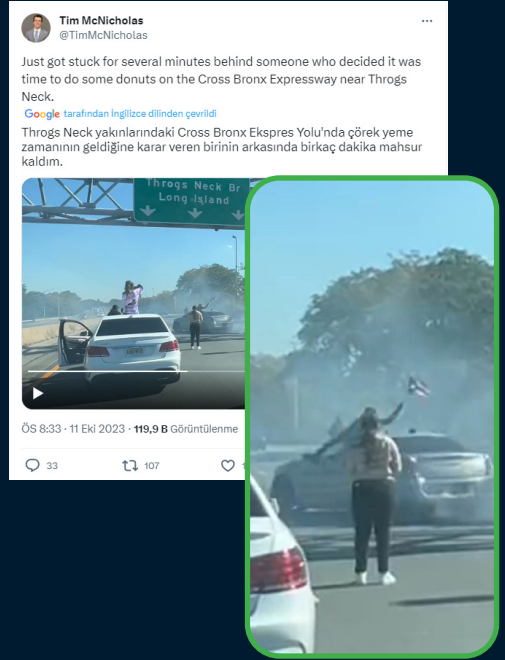 Tim McNicholas
@TimMcNicholas
Just got stuck for several minutes behind someone who decided it was
time to do some donuts on the Cross Bronx Expressway near Throgs
Neck.
Google tarafından İngilizce dilinden çevrildi
Throgs Neck yakınlarındaki Cross Bronx Ekspres Yolu'nda çörek yeme
zamanının geldiğine karar veren birinin arkasında birkaç dakika mahsur
kaldım.
Throgs Neck Br
Long Island
ÖS 8:33 · 11 Eki 2023 · 119,9 B Görüntülenme
33 107